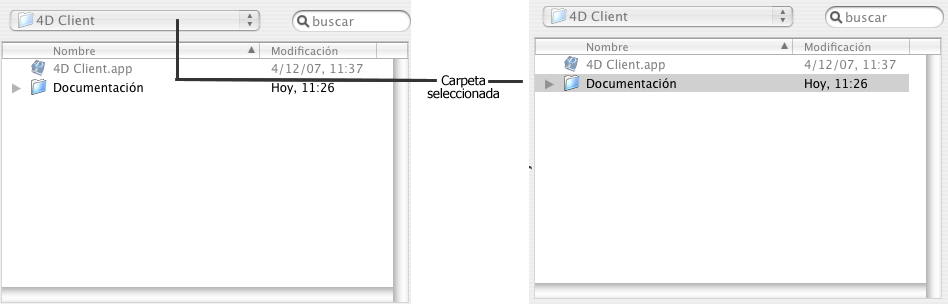 4D Client
buscar
Nombre
Modificación
4D Client.app
4/12/07, 11:37
Documentación
Hoy, 11:26
Carpeta
seleccionada
4D Client
buscar
Nombre
Modificación
4D Client.app
4/12/07, 11:37
Documentación
Hoy, 11:26